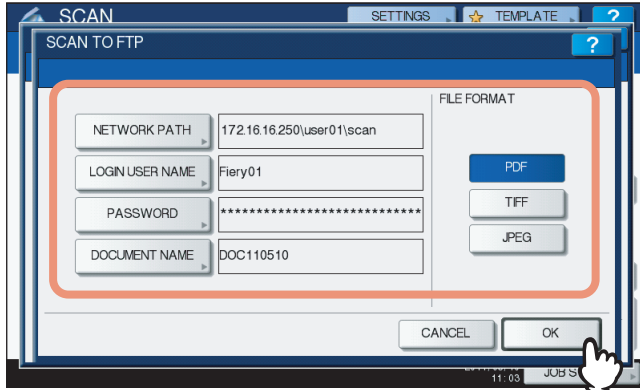 SCAN
SETTINGS
TEMPLATE
?
SCAN TO FTP
?
FILE FORMAT
NETWORK PATH
172.16.16.250\user01\scan
LOGIN USER NAME
Fiery01
PASSWORD
****************************
DOCUMENT NAME
DOC110510
PDF
TIFF
JPEG
CANCEL
OK
11:03
JOB S